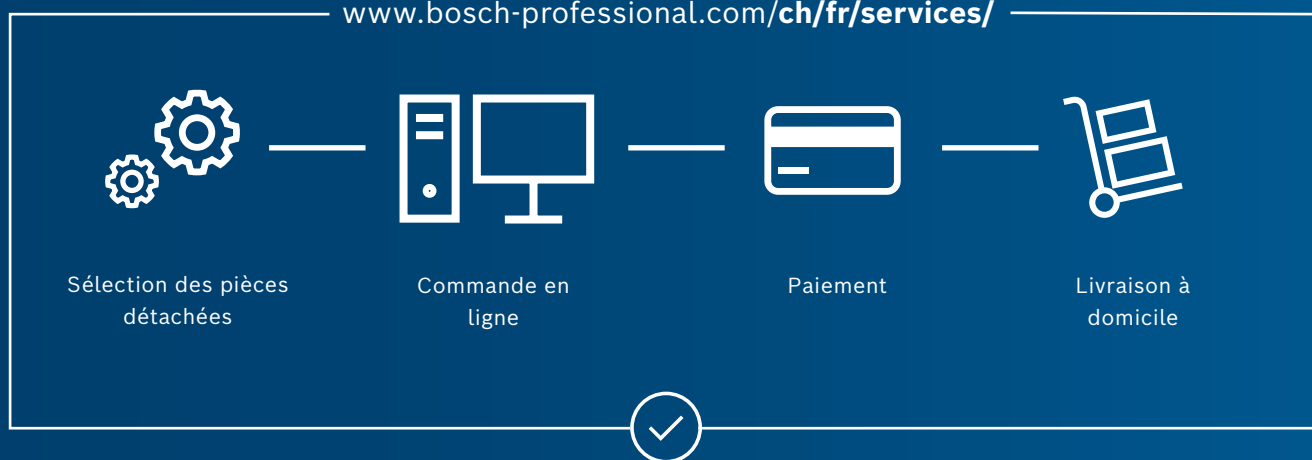 www.bosch-professional.com/ch/fr/services/
Sélection des pièces
détachées
Commande en
ligne
Paiement
Livraison à
domicile